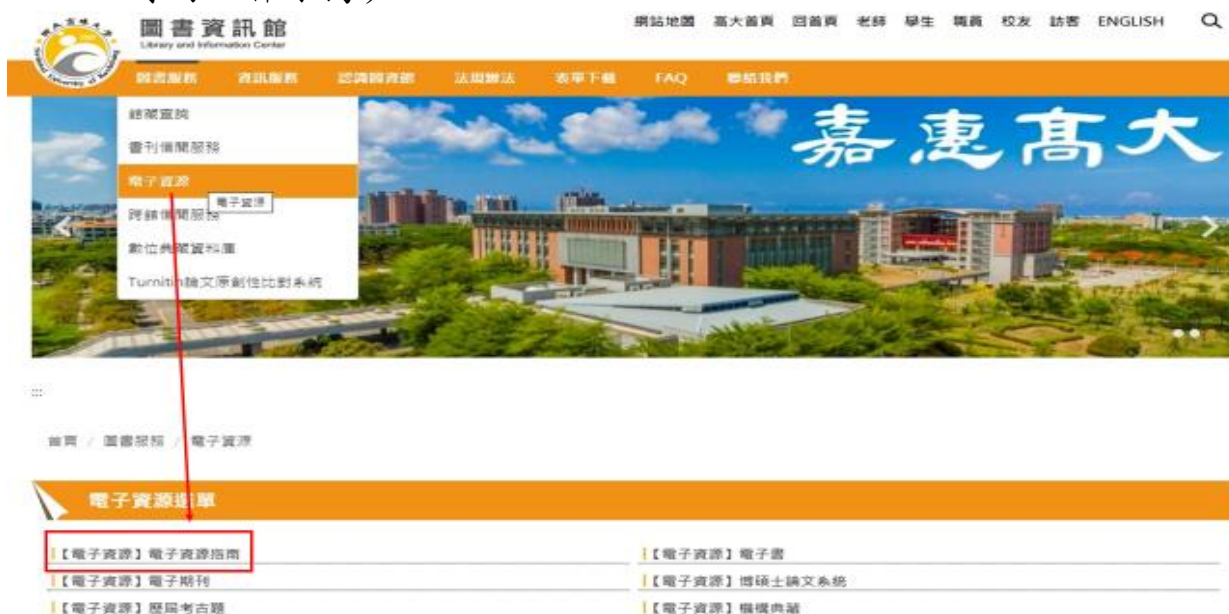 圖書資訊館
Library and Information Center
網站地圖 高大首頁 回首頁 老師 學生 職員 校友 訪客 ENGLISH
圖書服務 資訊服務 認識圖資館 法規辦法 表單下載 FAQ 聯絡我們
館藏查詢
書刊借閱服務
電子資源
電子資源
跨館借閱服務
數位典藏資料庫
Turnitin論文原創性比對系統
嘉惠高大
首頁 / 圖書服務 / 電子資源
電子資源選單
【電子資源】電子資源指南
【電子資源】電子書
【電子資源】電子期刊
【電子資源】博碩士論文系統
【電子資源】歷屆考古題
【電子資源】機構典藏